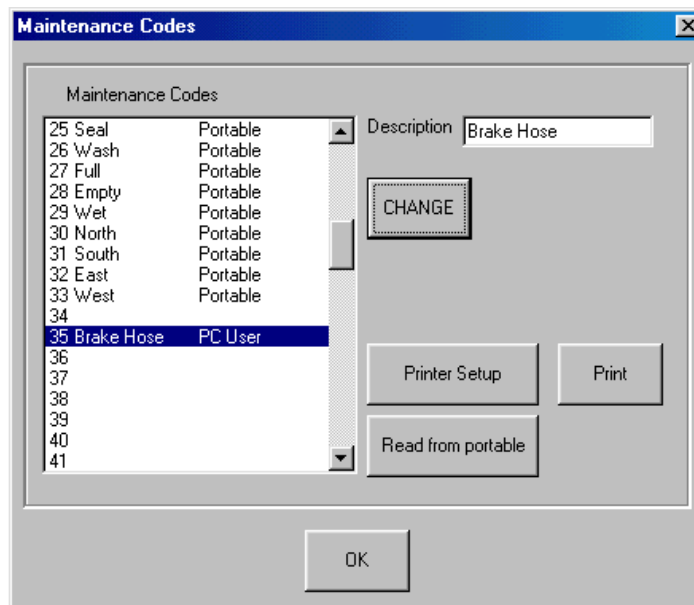 Maintenance Codes
Maintenance Codes
25 Seal Portable
26 Wash Portable
27 Full Portable
28 Empty Portable
29 Wet Portable
30 North Portable
31 South Portable
32 East Portable
33 West Portable
34
35 Brake Hose PC User
36
37
38
39
40
41
Description Brake Hose
CHANGE
Printer Setup Print
Read from portable
OK